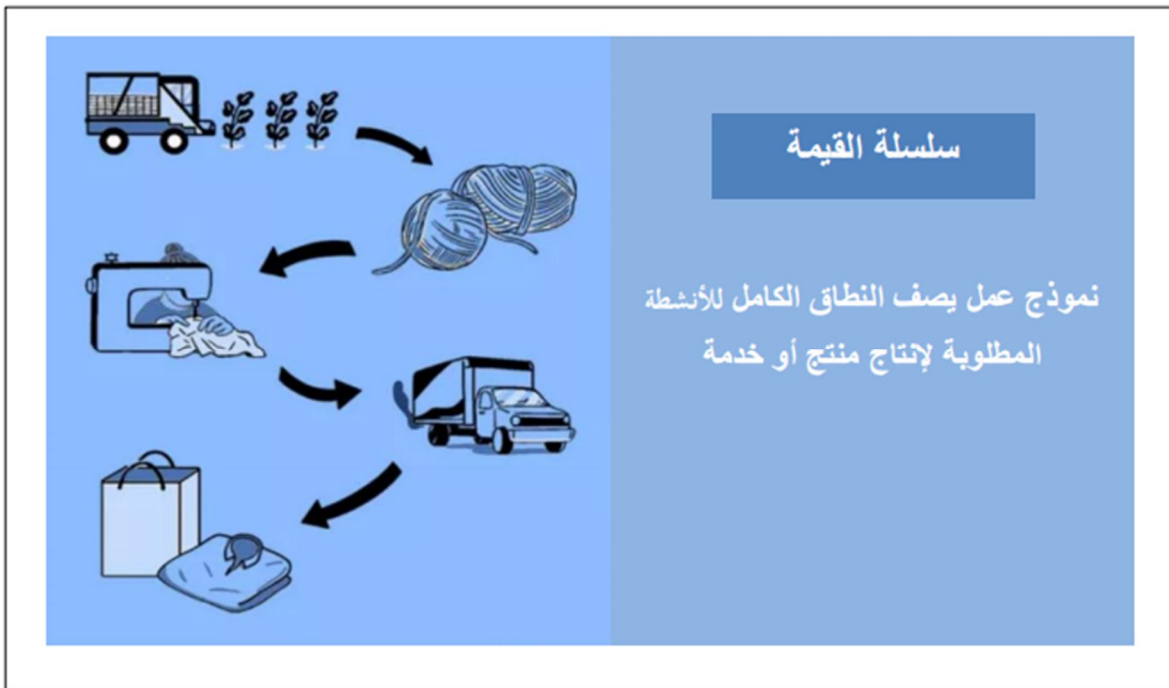 سلسلة القيمة
نموذج عمل يصف النطاق الكامل للأنشطة
المطلوبة لإنتاج منتج أو خدمة